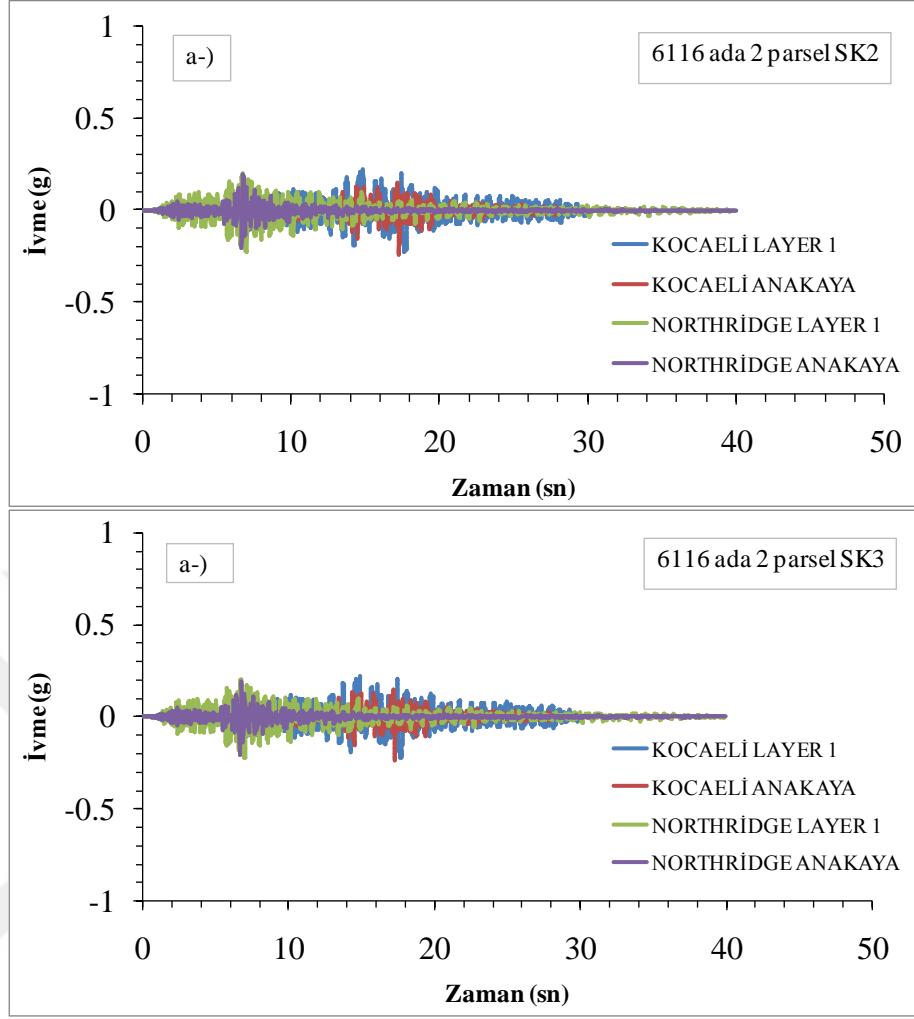 a-)
6116 ada 2 parsel SK2
1
0.5
0
-0.5
-1
İvme(g)
KOCAELİ LAYER 1
KOCAELİ ANAKAYA
NORTHRİDGE LAYER 1
NORTHRİDGE ANAKAYA
0 10 20 30 40 50
Zaman (sn)
a-)
6116 ada 2 parsel SK3
1
0.5
0
-0.5
-1
İvme(g)
KOCAELİ LAYER 1
KOCAELİ ANAKAYA
NORTHRİDGE LAYER 1
NORTHRİDGE ANAKAYA
0 10 20 30 40 50
Zaman (sn)